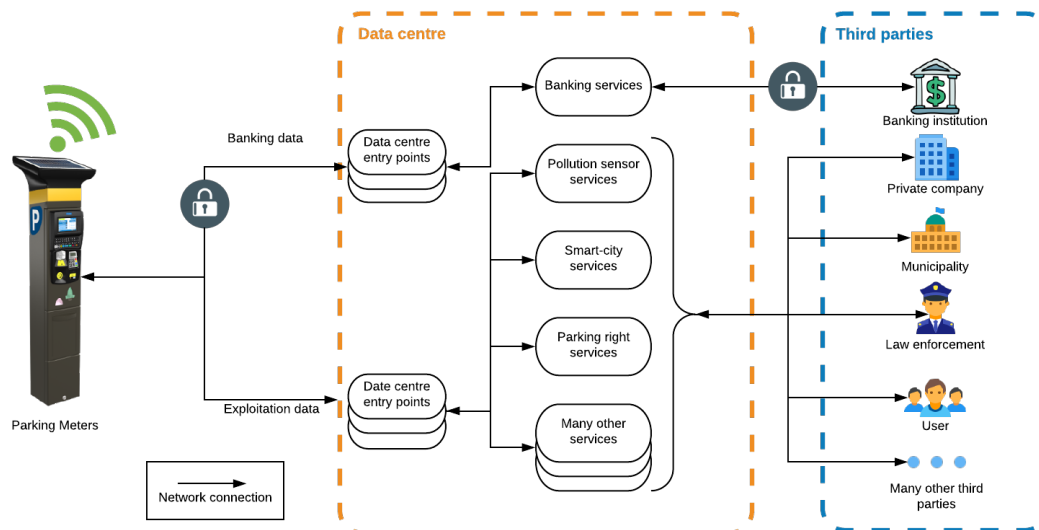 Data centre
Third parties
Banking services
Banking institution
Banking data
Data centre
entry points
Pollution sensor
services
Private company
P
Smart-city
services
Municipality
Parking right
services
Law enforcement
Date centre
entry points
Exploitation data
Many other
services
User
Parking Meters
Network connection
Many other third
parties